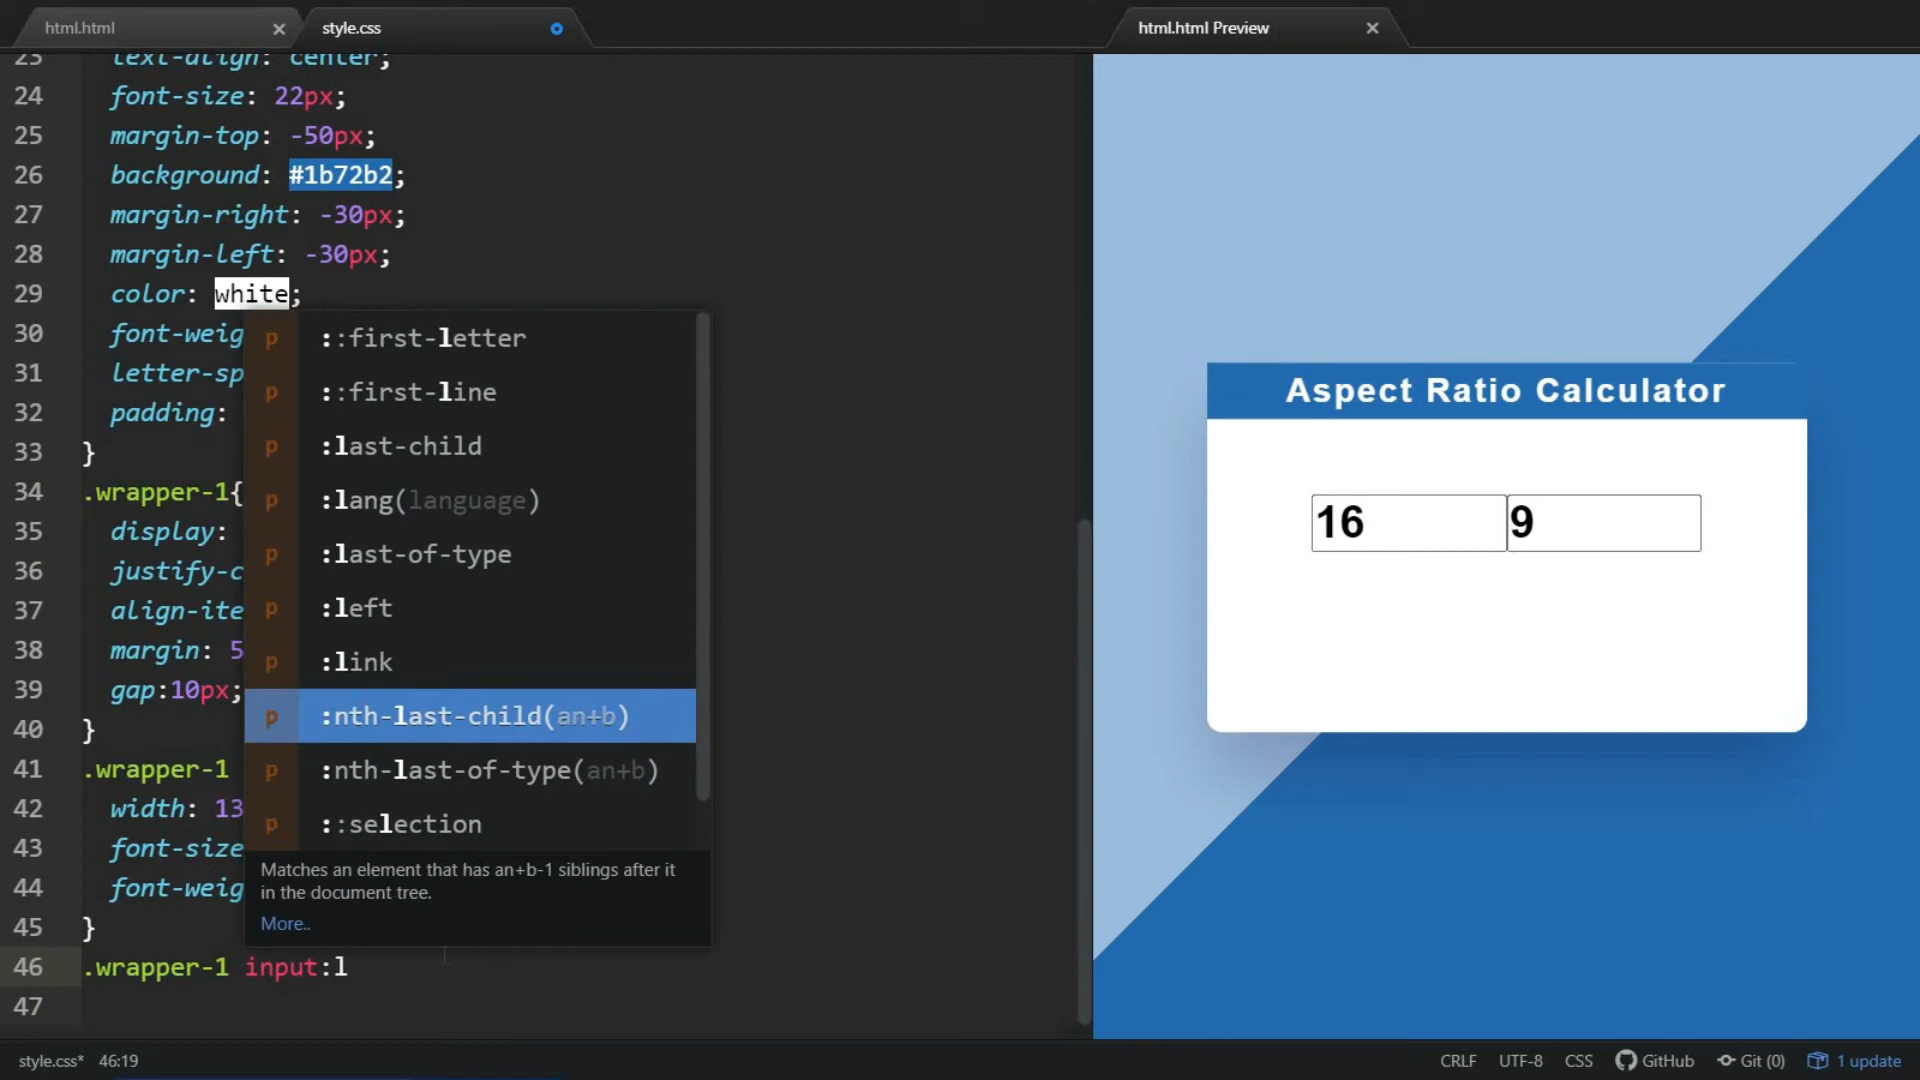 html.html
style.css
html.html Preview
23 text-align: center;
24 font-size: 22px;
25 margin-top: -50px;
26 background: #1b72b2;
27 margin-right: -30px;
28 margin-left: -30px;
29 color: white;
30 font-weig
31 letter-sp
32 padding:
33 }
34 .wrapper-1{
35 display:
36 justify-c
37 align-ite
38 margin: 5
39 gap:10px;
40 }
41 .wrapper-1
42 width: 13
43 font-size
44 font-weig
45 }
46 .wrapper-1 input:l
47
p ::first-letter
p ::first-line
p :last-child
p :lang(language)
p :last-of-type
p :left
p :link
p :nth-last-child(an+b)
p :nth-last-of-type(an+b)
p ::selection
Matches an element that has an+b-1 siblings after it
in the document tree.
More..
Aspect Ratio Calculator
16 9
style.css* 46:19
CRLF UTF-8 CSS GitHub Git (0) 1 update